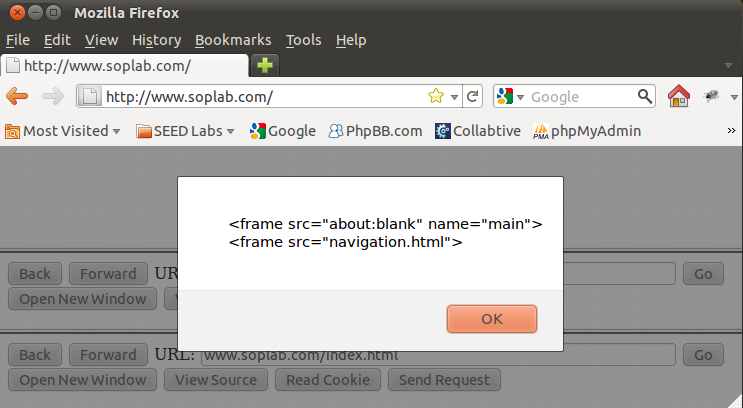 Mozilla Firefox
File Edit View History Bookmarks Tools Help
http://www.soplab.com/
http://www.soplab.com/ Google
Most Visited SEED Labs Google PhpBB.com Collabtive PMA phpMyAdmin »
<frame src="about:blank" name="main">
<frame src="navigation.html">
Back Forward UR Go
Open New Window V
OK
Back Forward URL: www.soplab.com/index.html Go
Open New Window View Source Read Cookie Send Request